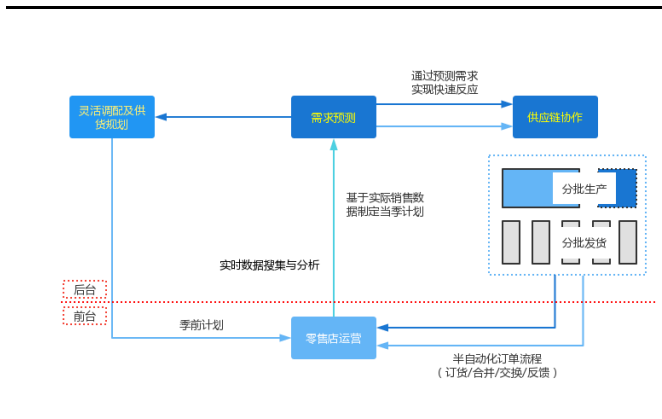 通过预测需求
实现快速反应
灵活调配及供
货规划
需求预测
供应链协作
分批生产
基于实际销售数
据制定当季计划
分批发货
实时数据搜集与分析
后台
前台
季前计划
零售店运营
半自动化订单流程
（订货/合并/交换/反馈）